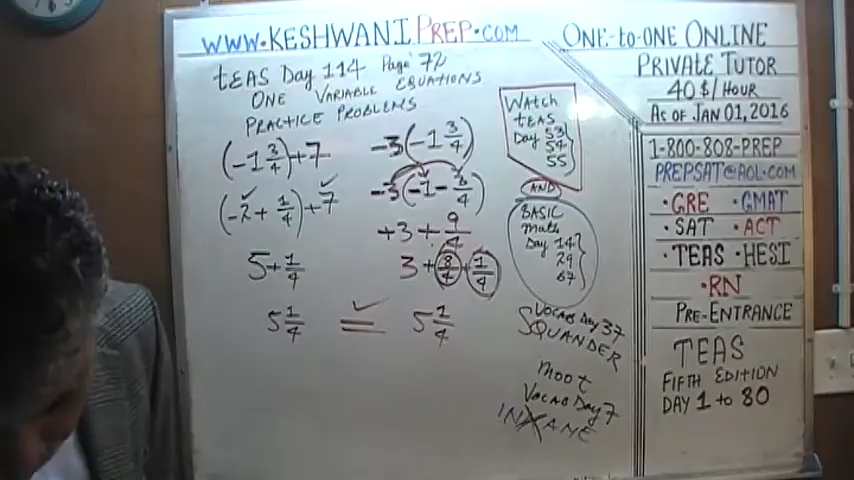 WWW.KESHWANIPREP.COM
TEAS DAY 114 Page 72
ONE VARIABLE EQUATIONS
PRACTICE PROBLEMS
(-1 3/4)+7
(-2 + 1/4)+7
5+1/4
5 1/4
-3(-1 3/4)
-3(-1-3/4)
+3+9/4
3+8/4+1/4
= 5 1/4
WATCH
TEAS
Day 53
54
55
AND
BASIC
Math
Day 14
29
67
VOCAB DAY 37
SQUANDER
moot
VOCAB DAY 7
INXANE
ONE-TO-ONE ONLINE
PRIVATE TUTOR
40 $/HOUR
AS OF JAN 01, 2016
1-800-808-PREP
PREPSAT@AOL.COM
•GRE •GMAT
•SAT •ACT
•TEAS •HESI
•RN
PRE-ENTRANCE
TEAS
FIFTH EDITION
DAY 1 TO 80